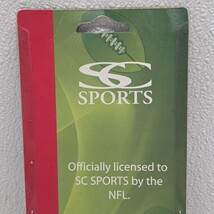 SC
SPORTS
Officially licensed to
SC SPORTS by the
NFL.